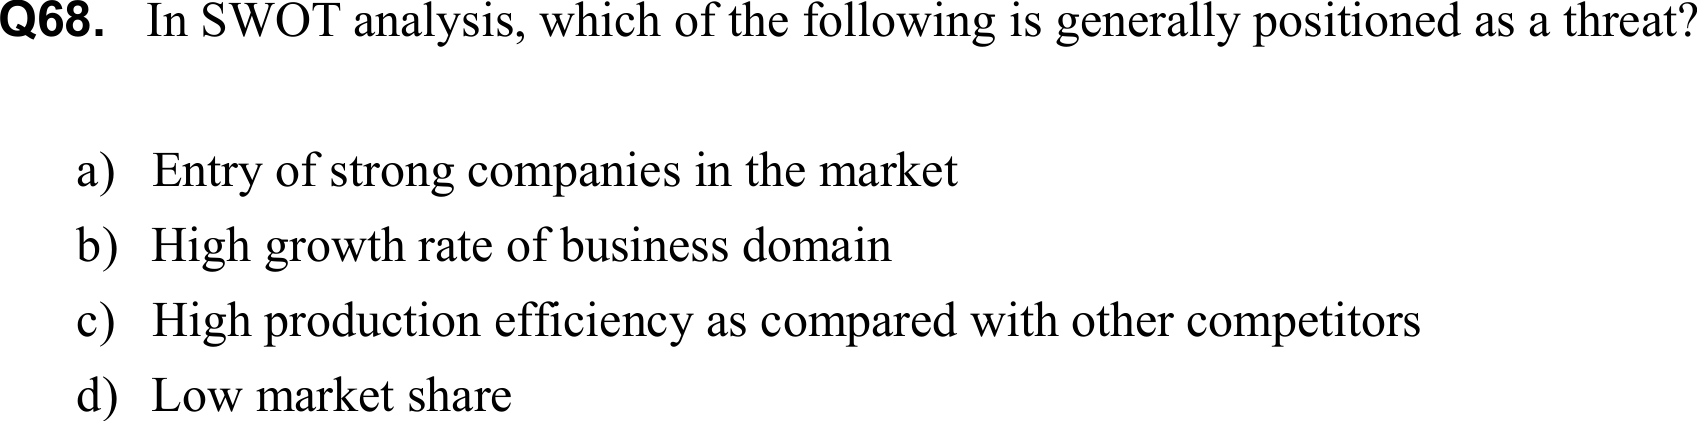 Q68. In SWOT analysis, which of the following is generally positioned as a threat?
a) Entry of strong companies in the market
b) High growth rate of business domain
c) High production efficiency as compared with other competitors
d) Low market share